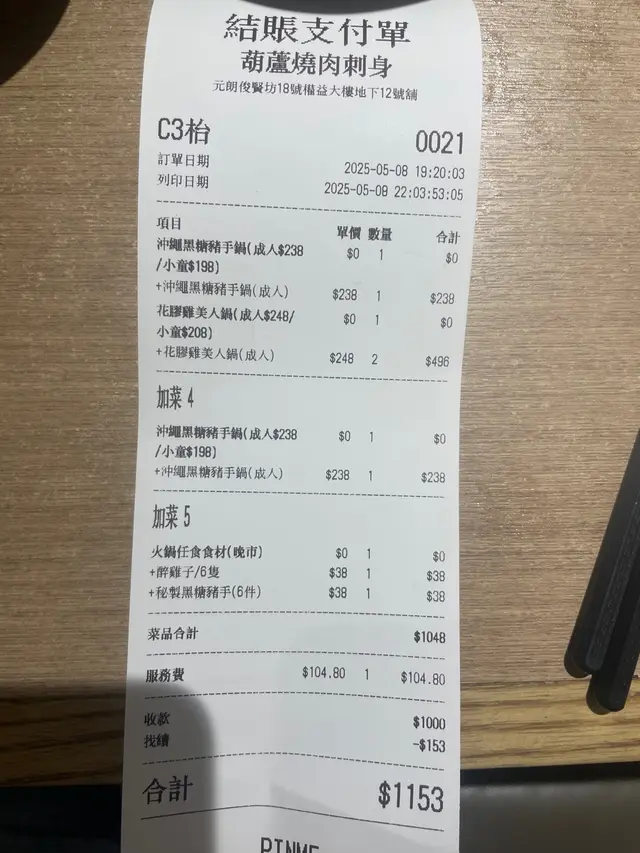 結賬支付單
葫蘆燒肉刺身
元朗俊賢坊18號權益大樓地下12號舖
C3枱 0021
訂單日期 2025-05-08 19:20:03
列印日期 2025-05-08 22:03:53:05
項目 單價 數量 合計
沖繩黑糖豬手鍋(成人$238 $0 1 $0
/小童$198)
+沖繩黑糖豬手鍋(成人) $238 1 $238
花膠雞美人鍋(成人$248/ $0 1 $0
小童$208)
+花膠雞美人鍋(成人) $248 2 $496
加菜 4
沖繩黑糖豬手鍋(成人$238 $0 1 $0
/小童$198)
+沖繩黑糖豬手鍋(成人) $238 1 $238
加菜 5
火鍋任食食材(晚市) $0 1 $0
+醉雞子/6隻 $38 1 $38
+秘製黑糖豬手(6件) $38 1 $38
菜品合計 $1048
服務費 $104.80 1 $104.80
收款 $1000
找續 -$153
合計 $1153